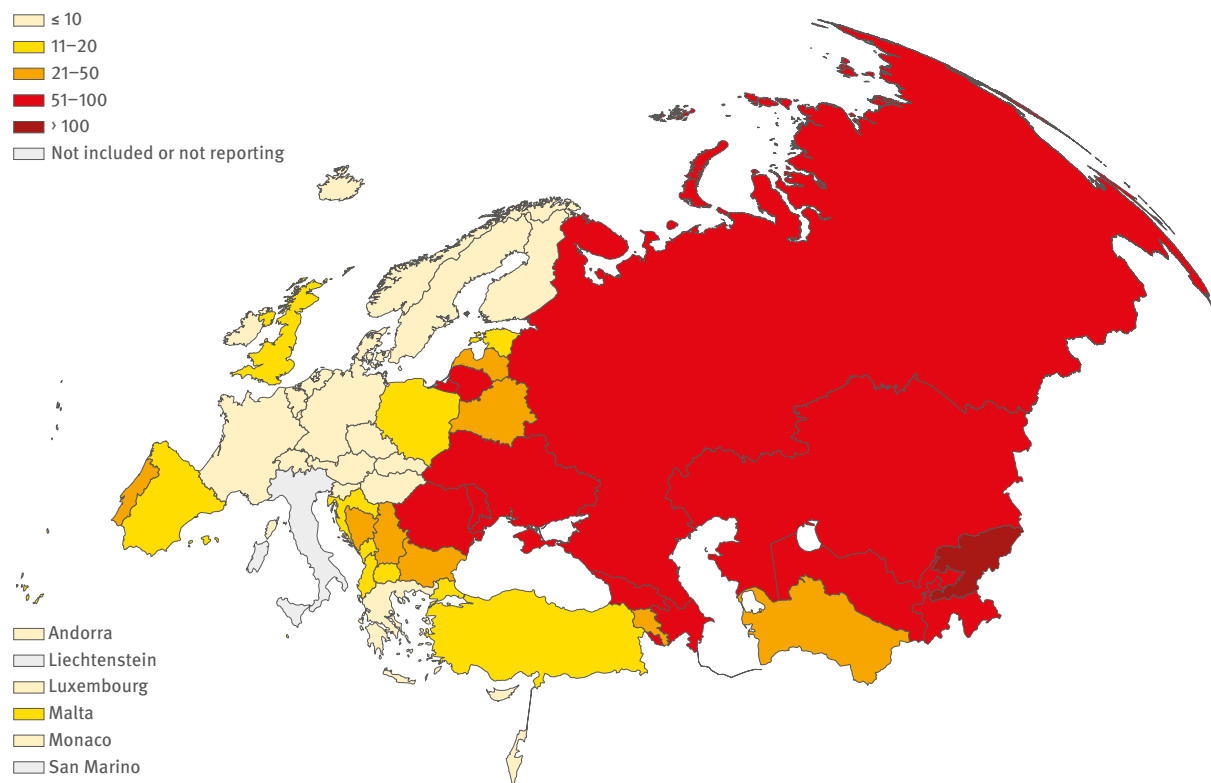 ≤ 10
11–20
21–50
51–100
› 100
Not included or not reporting
Andorra
Liechtenstein
Luxembourg
Malta
Monaco
San Marino